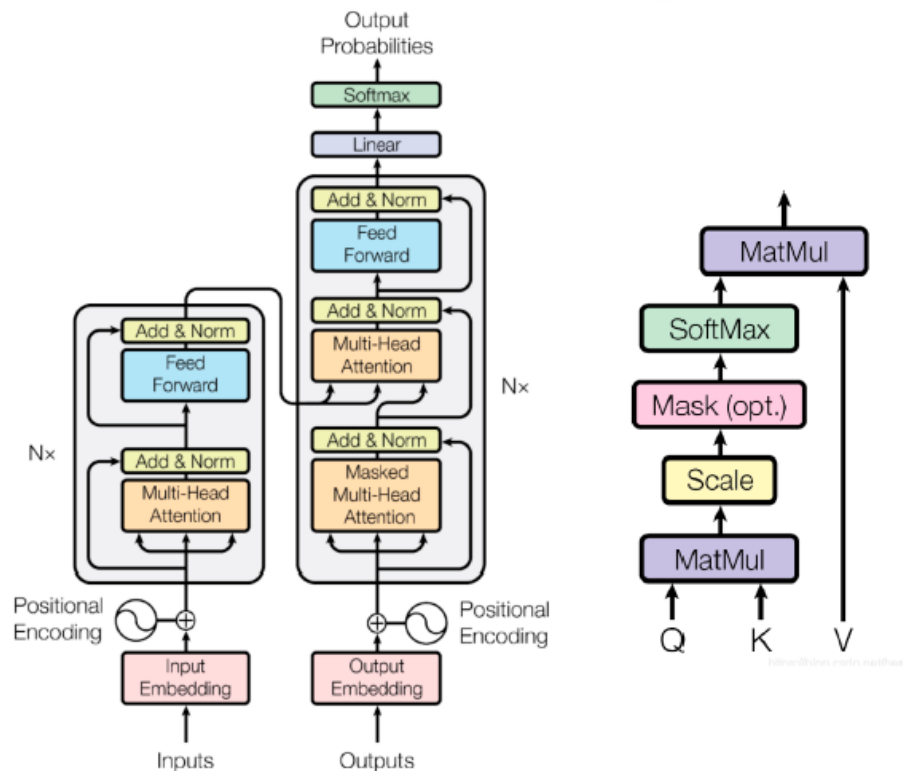 Output
Probabilities
Softmax
Linear
Add & Norm
Feed
Forward
Add & Norm
Multi-Head
Attention
Add & Norm
Masked
Multi-Head
Attention
Nx
Positional
Encoding
Output
Embedding
Outputs
Add & Norm
Feed
Forward
Add & Norm
Multi-Head
Attention
Nx
Positional
Encoding
Input
Embedding
Inputs
MatMul
SoftMax
Mask (opt.)
Scale
MatMul
Q K V